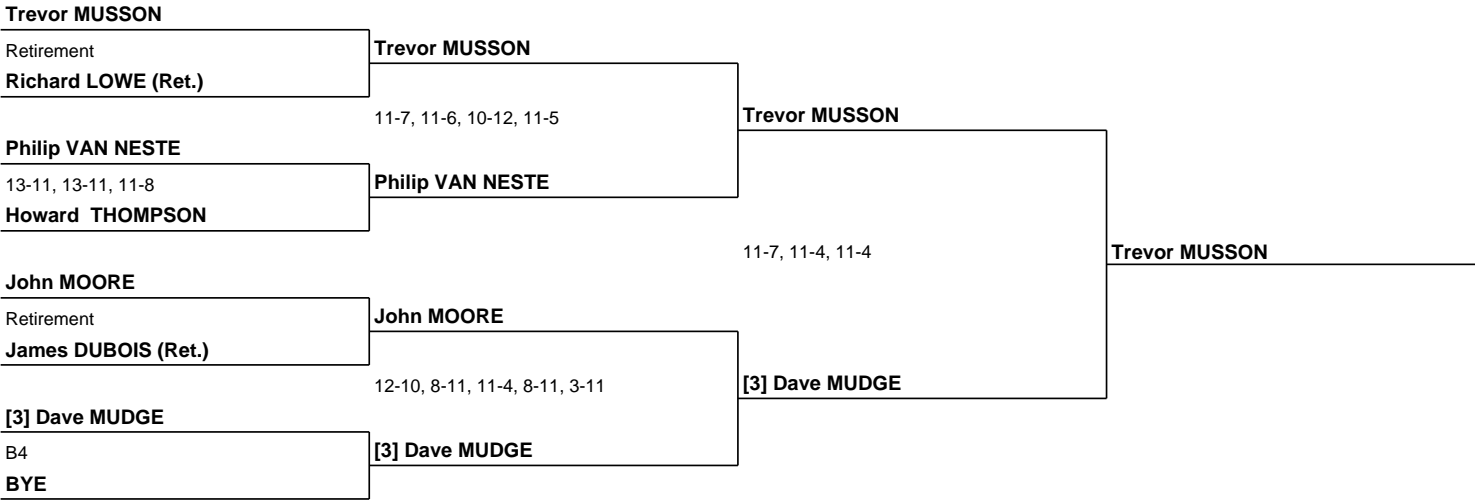 Trevor MUSSON
Retirement
Richard LOWE (Ret.)
Trevor MUSSON
11-7, 11-6, 10-12, 11-5
Trevor MUSSON
Philip VAN NESTE
13-11, 13-11, 11-8
Howard  THOMPSON
Philip VAN NESTE
11-7, 11-4, 11-4
Trevor MUSSON
John MOORE
Retirement
James DUBOIS (Ret.)
John MOORE
12-10, 8-11, 11-4, 8-11, 3-11
[3] Dave MUDGE
[3] Dave MUDGE
B4
BYE
[3] Dave MUDGE